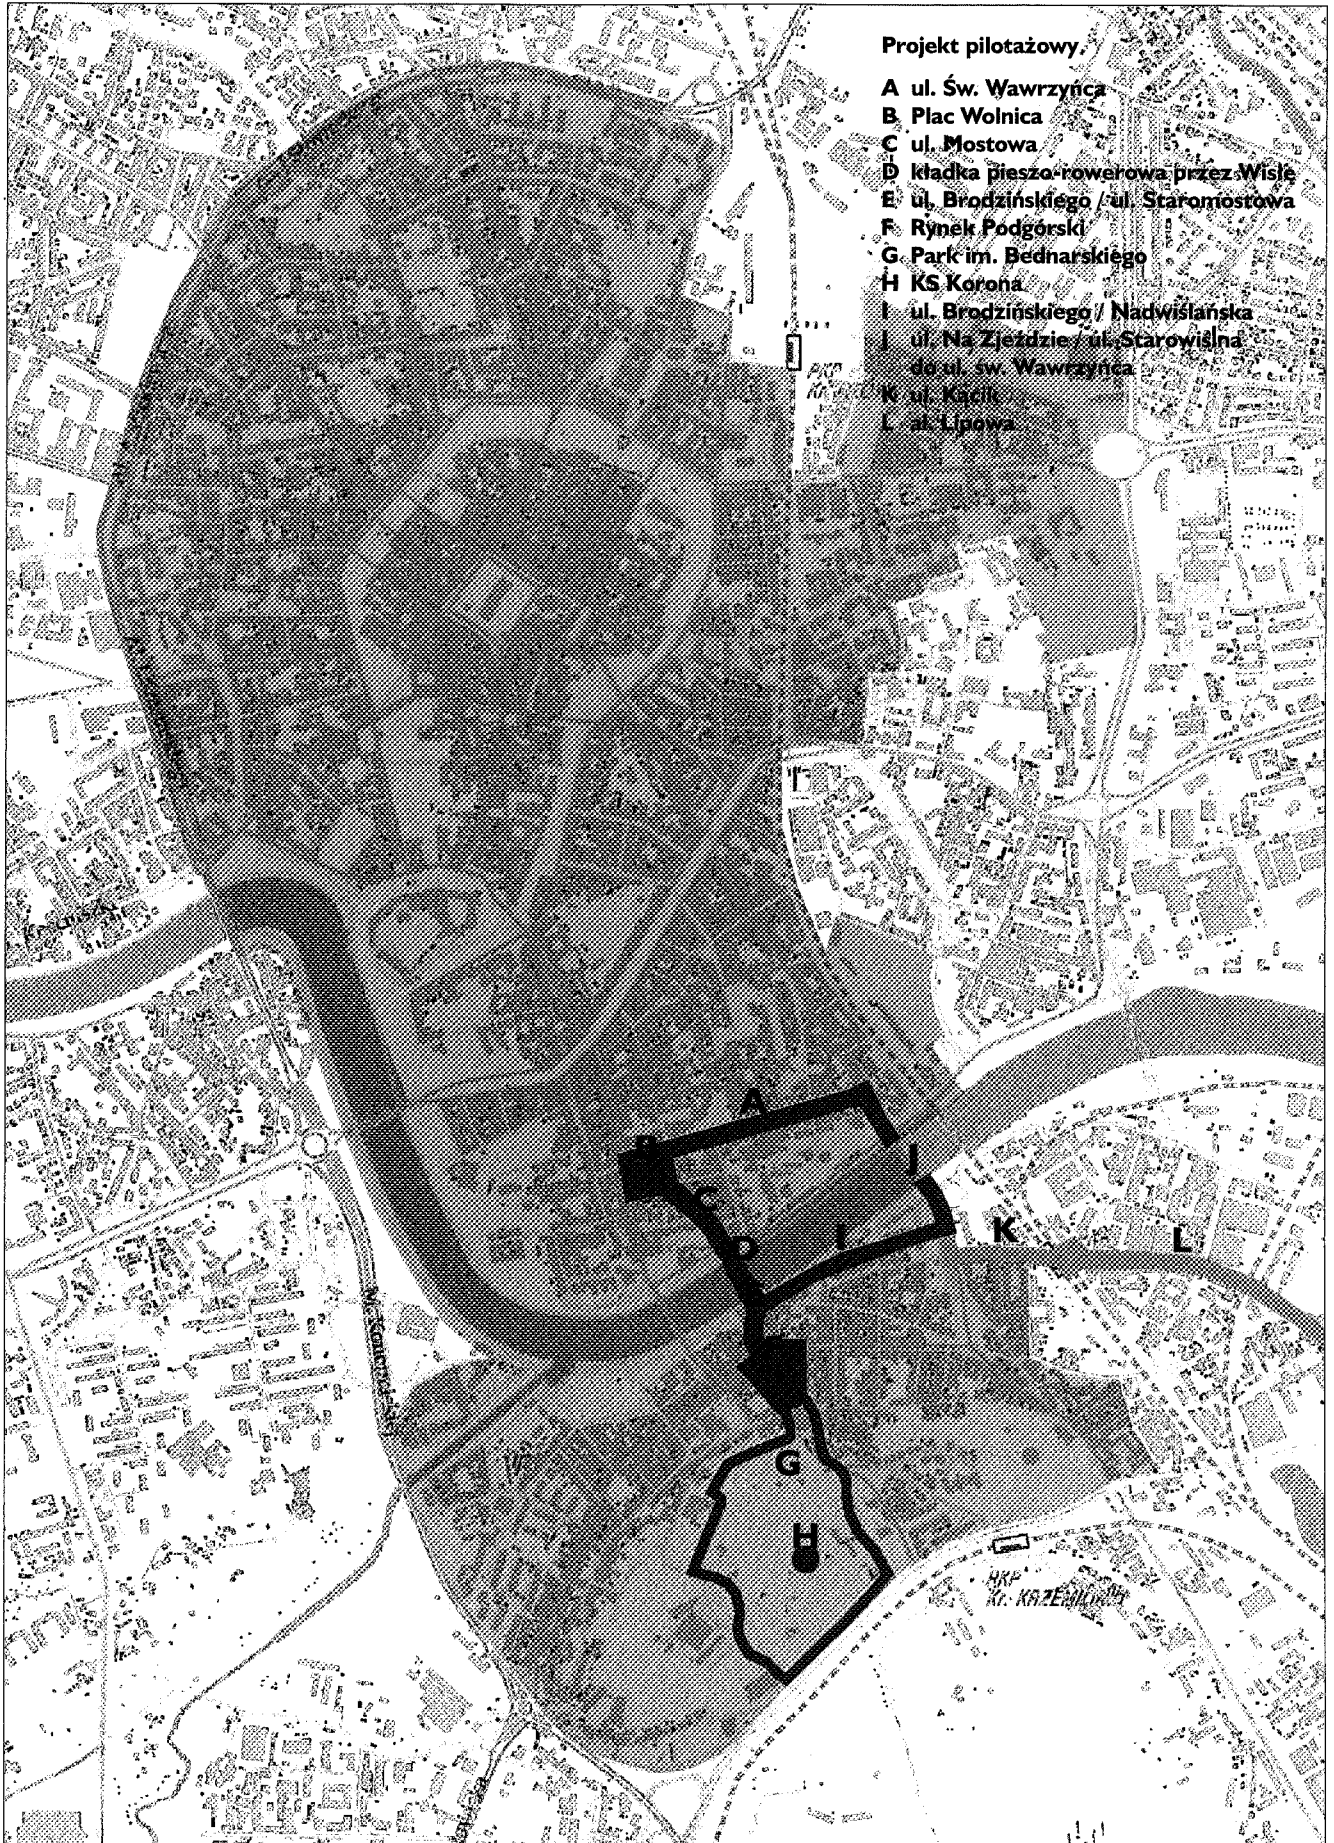 Projekt pilotażowy.
A ul. Św. Wawrzyńca
B Plac Wolnica
C ul. Mostowa
D kładka pieszo-rowerowa przez Wisłę
E ul. Brodzińskiego / ul. Staromostowa
F Rynek Podgórski
G Park im. Bednarskiego
H KS Korona
I ul. Brodzińskiego / Nadwiślańska
J ul. Na Zjeździe / ul. Starowiślna
do ul. św. Wawrzyńca
K ul. Kącik
L al. Lipowa
PKP
A
B
C
J
D
I
K
L
G
H